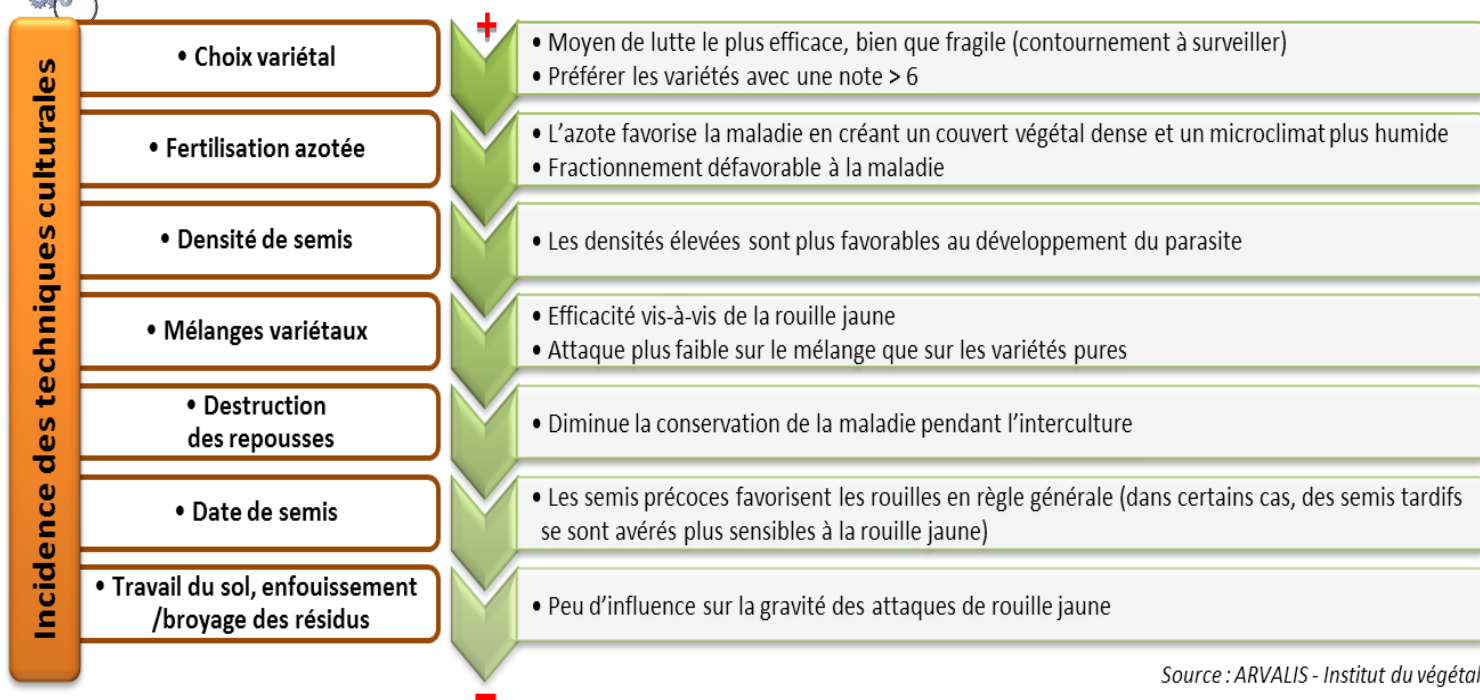 Incidence des techniques culturales
+
• Choix variétal
• Moyen de lutte le plus efficace, bien que fragile (contournement à surveiller)
• Préférer les variétés avec une note > 6
• Fertilisation azotée
• L'azote favorise la maladie en créant un couvert végétal dense et un microclimat plus humide
• Fractionnement défavorable à la maladie
• Densité de semis
• Les densités élevées sont plus favorables au développement du parasite
• Mélanges variétaux
• Efficacité vis-à-vis de la rouille jaune
• Attaque plus faible sur le mélange que sur les variétés pures
• Destruction
des repousses
• Diminue la conservation de la maladie pendant l'interculture
• Date de semis
• Les semis précoces favorisent les rouilles en règle générale (dans certains cas, des semis tardifs
se sont avérés plus sensibles à la rouille jaune)
• Travail du sol, enfouissement
/broyage des résidus
• Peu d'influence sur la gravité des attaques de rouille jaune
-
Source : ARVALIS - Institut du végétal